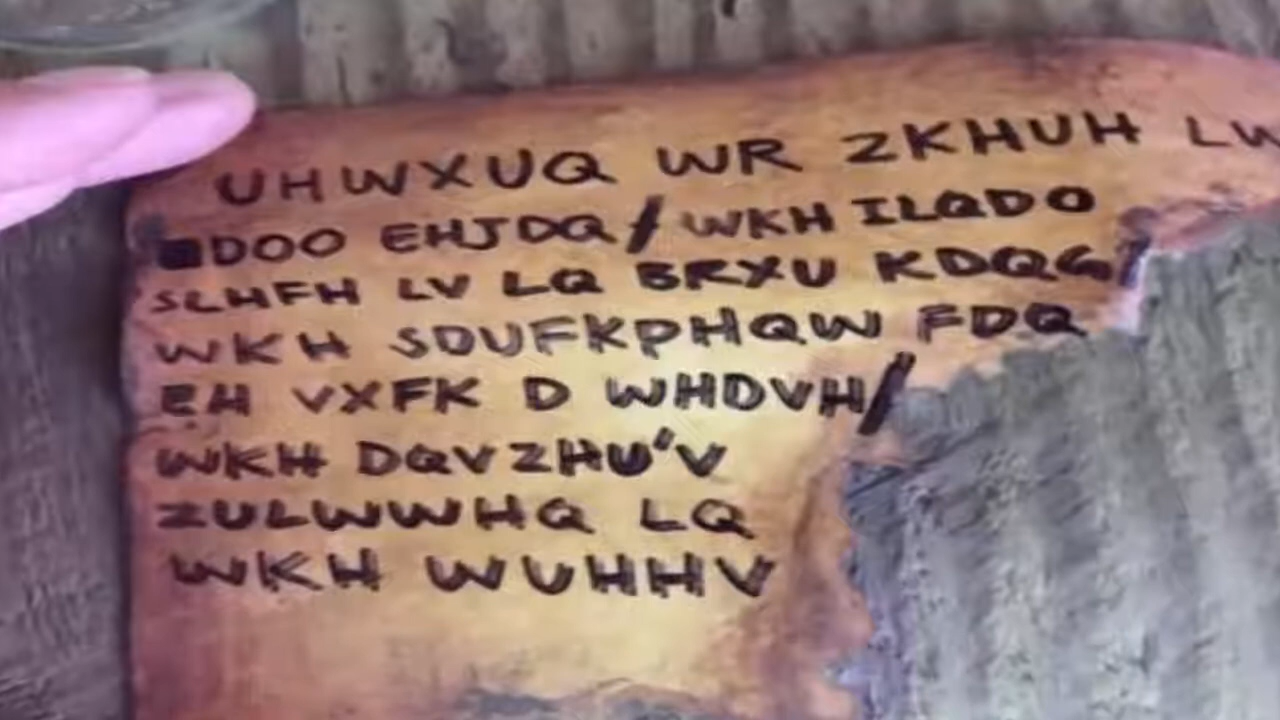 UHWXUQ WR ZKHUH LW
DOO EHJDQ/WKH ILQDO
SLHFH LV LQ BRXU KDQG/
WKH SDUFKPHQW FDQ
EH VXFK D WHDVH/
WKH DQVZHU'V
ZULWWHQ LQ
WKH WUHHV